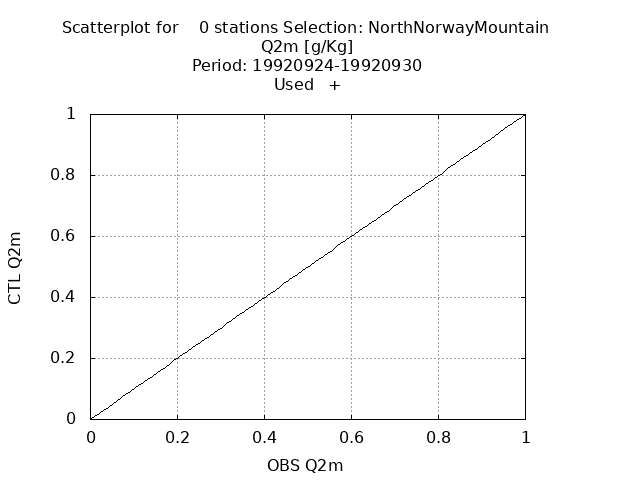 Scatterplot for    0 stations Selection: NorthNorwayMountain
Q2m [g/Kg]
Period: 19920924-19920930
Used   +
1
0.8
0.6
0.4
0.2
0
CTL Q2m
0 0.2 0.4 0.6 0.8 1
OBS Q2m